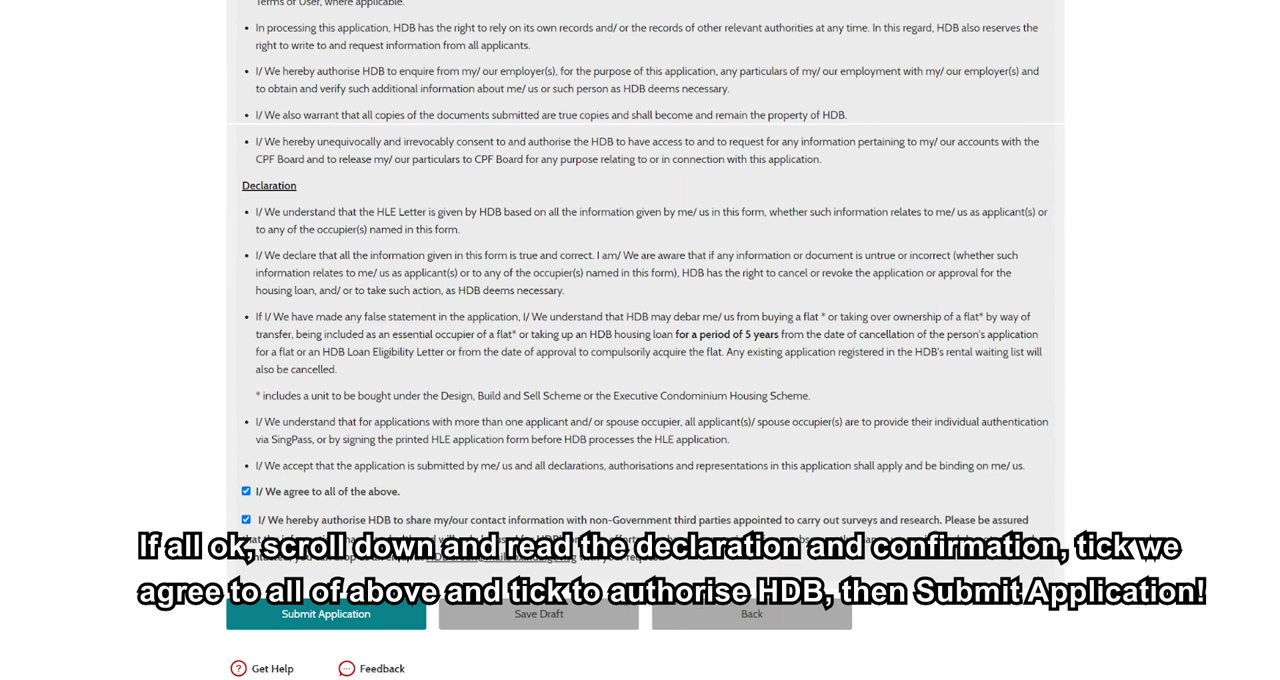 Terms of User, where applicable.
• In processing this application, HDB has the right to rely on its own records and/ or the records of other relevant authorities at any time. In this regard, HDB also reserves the
right to write to and request information from all applicants.
• I/ We hereby authorise HDB to enquire from my/ our employer(s), for the purpose of this application, any particulars of my/ our employment with my/ our employer(s) and
to obtain and verify such additional information about me/ us or such person as HDB deems necessary.
• I/ We also warrant that all copies of the documents submitted are true copies and shall become and remain the property of HDB.
• I/ We hereby unequivocally and irrevocably consent to and authorise the HDB to have access to and to request for any information pertaining to my/ our accounts with the
CPF Board and to release my/ our particulars to CPF Board for any purpose relating to or in connection with this application.
Declaration
• I/ We understand that the HLE Letter is given by HDB based on all the information given by me/ us in this form, whether such information relates to me/ us as applicant(s) or
to any of the occupier(s) named in this form.
• I/ We declare that all the information given in this form is true and correct. I am/ We are aware that if any information or document is untrue or incorrect (whether such
information relates to me/ us as applicant(s) or to any of the occupier(s) named in this form), HDB has the right to cancel or revoke the application or approval for the
housing loan, and/ or to take such action, as HDB deems necessary.
• If I/ We have made any false statement in the application, I/ We understand that HDB may debar me/ us from buying a flat * or taking over ownership of a flat* by way of
transfer, being included as an essential occupier of a flat* or taking up an HDB housing loan for a period of 5 years from the date of cancellation of the person's application
for a flat or an HDB Loan Eligibility Letter or from the date of approval to compulsorily acquire the flat. Any existing application registered in the HDB's rental waiting list will
also be cancelled.
* includes a unit to be bought under the Design, Build and Sell Scheme or the Executive Condominium Housing Scheme.
• I/ We understand that for applications with more than one applicant and/ or spouse occupier, all applicant(s)/ spouse occupier(s) are to provide their individual authentication
via SingPass, or by signing the printed HLE application form before HDB processes the HLE application.
• I/ We accept that the application is submitted by me/ us and all declarations, authorisations and representations in this application shall apply and be binding on me/ us.
I/ We agree to all of the above.
I/ We hereby authorise HDB to share my/our contact information with non-Government third parties appointed to carry out surveys and research. Please be assured
If all ok, scroll down and read the declaration and confirmation, tick we
agree to all of above and tick to authorise HDB, then Submit Application!
Submit Application Save Draft Back
Get Help Feedback